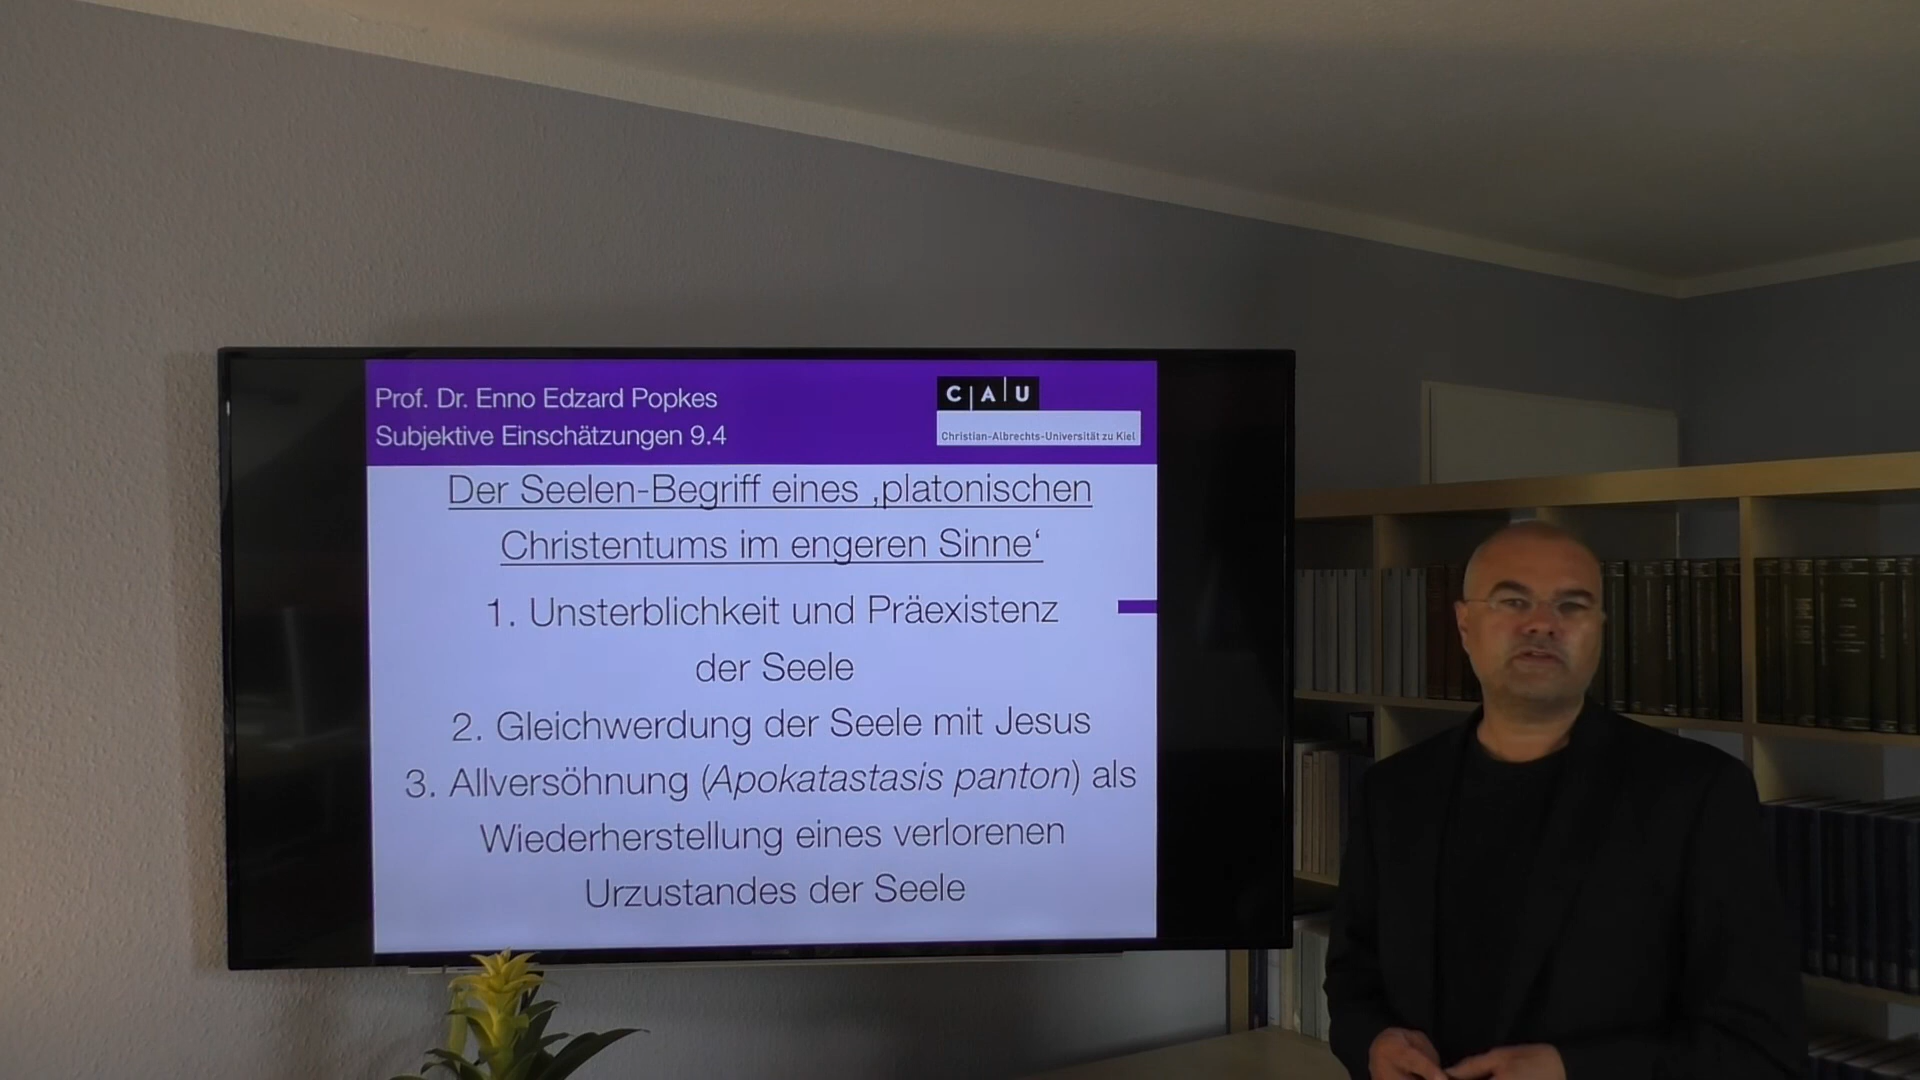 Prof. Dr. Enno Edzard Popkes
Subjektive Einschätzungen 9.4
C|A|U
Christian-Albrechts-Universität zu Kiel
Der Seelen-Begriff eines ‚platonischen
Christentums im engeren Sinne‘
1. Unsterblichkeit und Präexistenz
der Seele
2. Gleichwerdung der Seele mit Jesus
3. Allversöhnung (Apokatastasis panton) als
Wiederherstellung eines verlorenen
Urzustandes der Seele